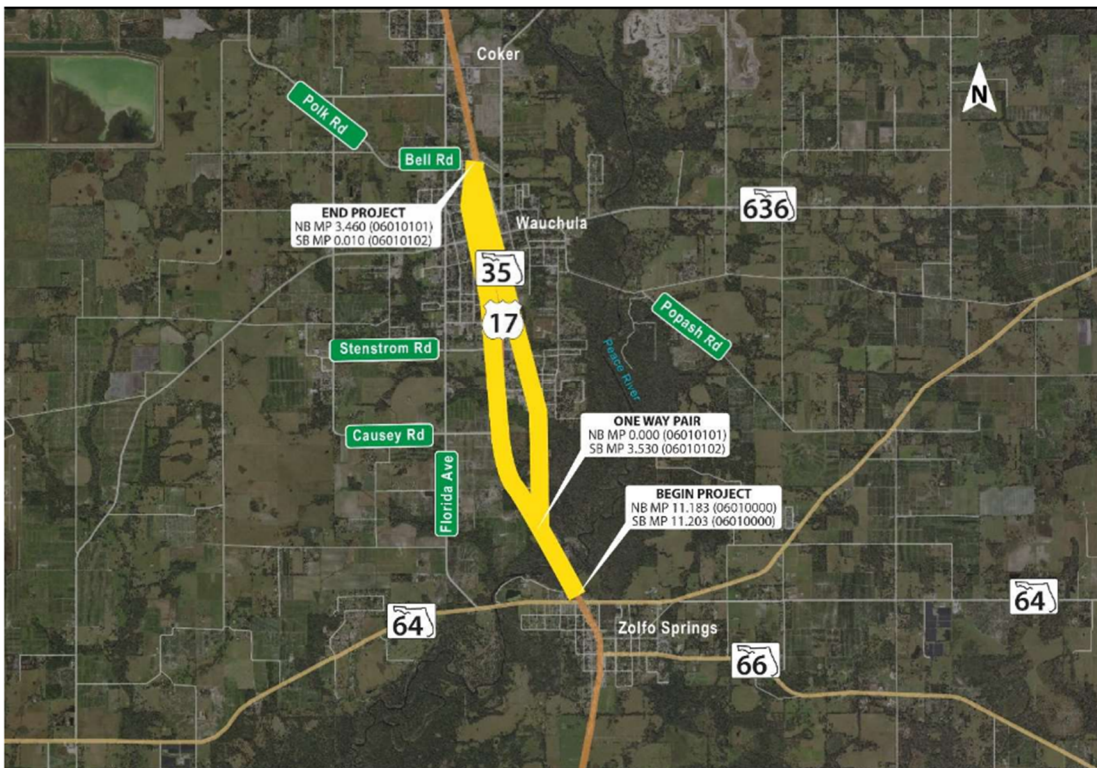 Coker
N
Polk Rd
Bell Rd
636
END PROJECT
NB MP 3.460 (06010101)
SB MP 0.010 (06010102)
Wauchula
35
17
Popash Rd
Stenstrom Rd
Peace River
ONE WAY PAIR
NB MP 0.000 (06010101)
SB MP 3.530 (06010102)
Causey Rd
Florida Ave
BEGIN PROJECT
NB MP 11.183 (06010000)
SB MP 11.203 (06010000)
64
64
Zolfo Springs
66